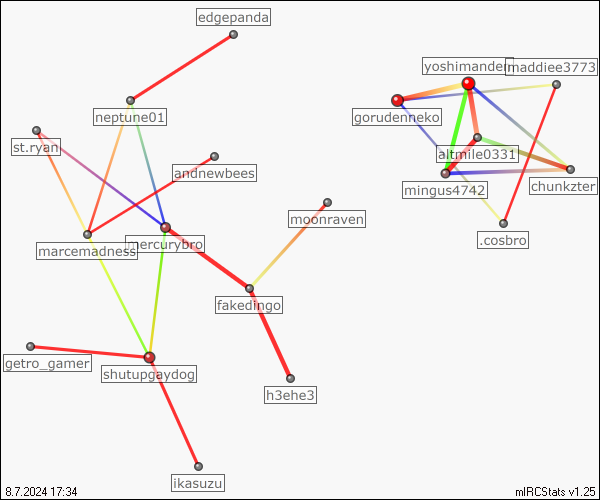 edgepanda
yoshimanden
maddiee3773
neptune01
gorudenneko
st.ryan
andnewbees
altmile0331
mingus4742
chunkzter
moonraven
marcemadness
mercurybro
.cosbro
fakedingo
getro_gamer
shutupgaydog
h3ehe3
ikasuzu
8.7.2024 17:34
mIRCStats v1.25